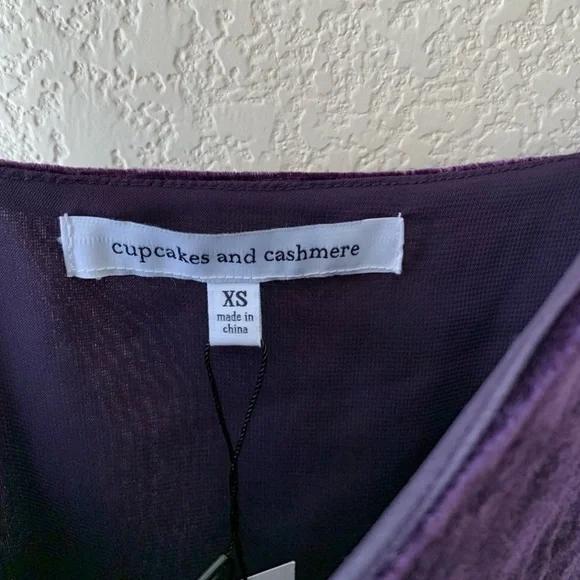 cupcakes and cashmere
XS
made in
china